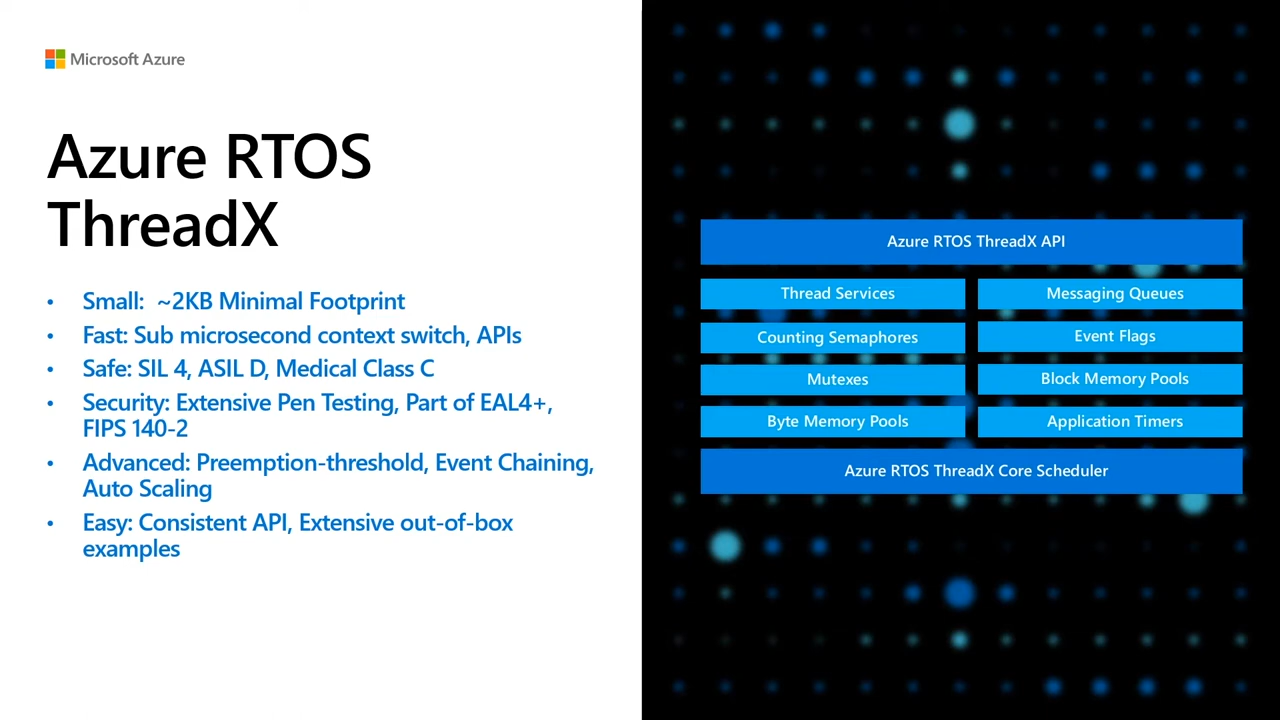 Microsoft Azure
Azure RTOS
ThreadX
• Small:  ~2KB Minimal Footprint
• Fast: Sub microsecond context switch, APIs
• Safe: SIL 4, ASIL D, Medical Class C
• Security: Extensive Pen Testing, Part of EAL4+,
FIPS 140-2
• Advanced: Preemption-threshold, Event Chaining,
Auto Scaling
• Easy: Consistent API, Extensive out-of-box
examples
Azure RTOS ThreadX API
Thread Services
Messaging Queues
Counting Semaphores
Event Flags
Mutexes
Block Memory Pools
Byte Memory Pools
Application Timers
Azure RTOS ThreadX Core Scheduler